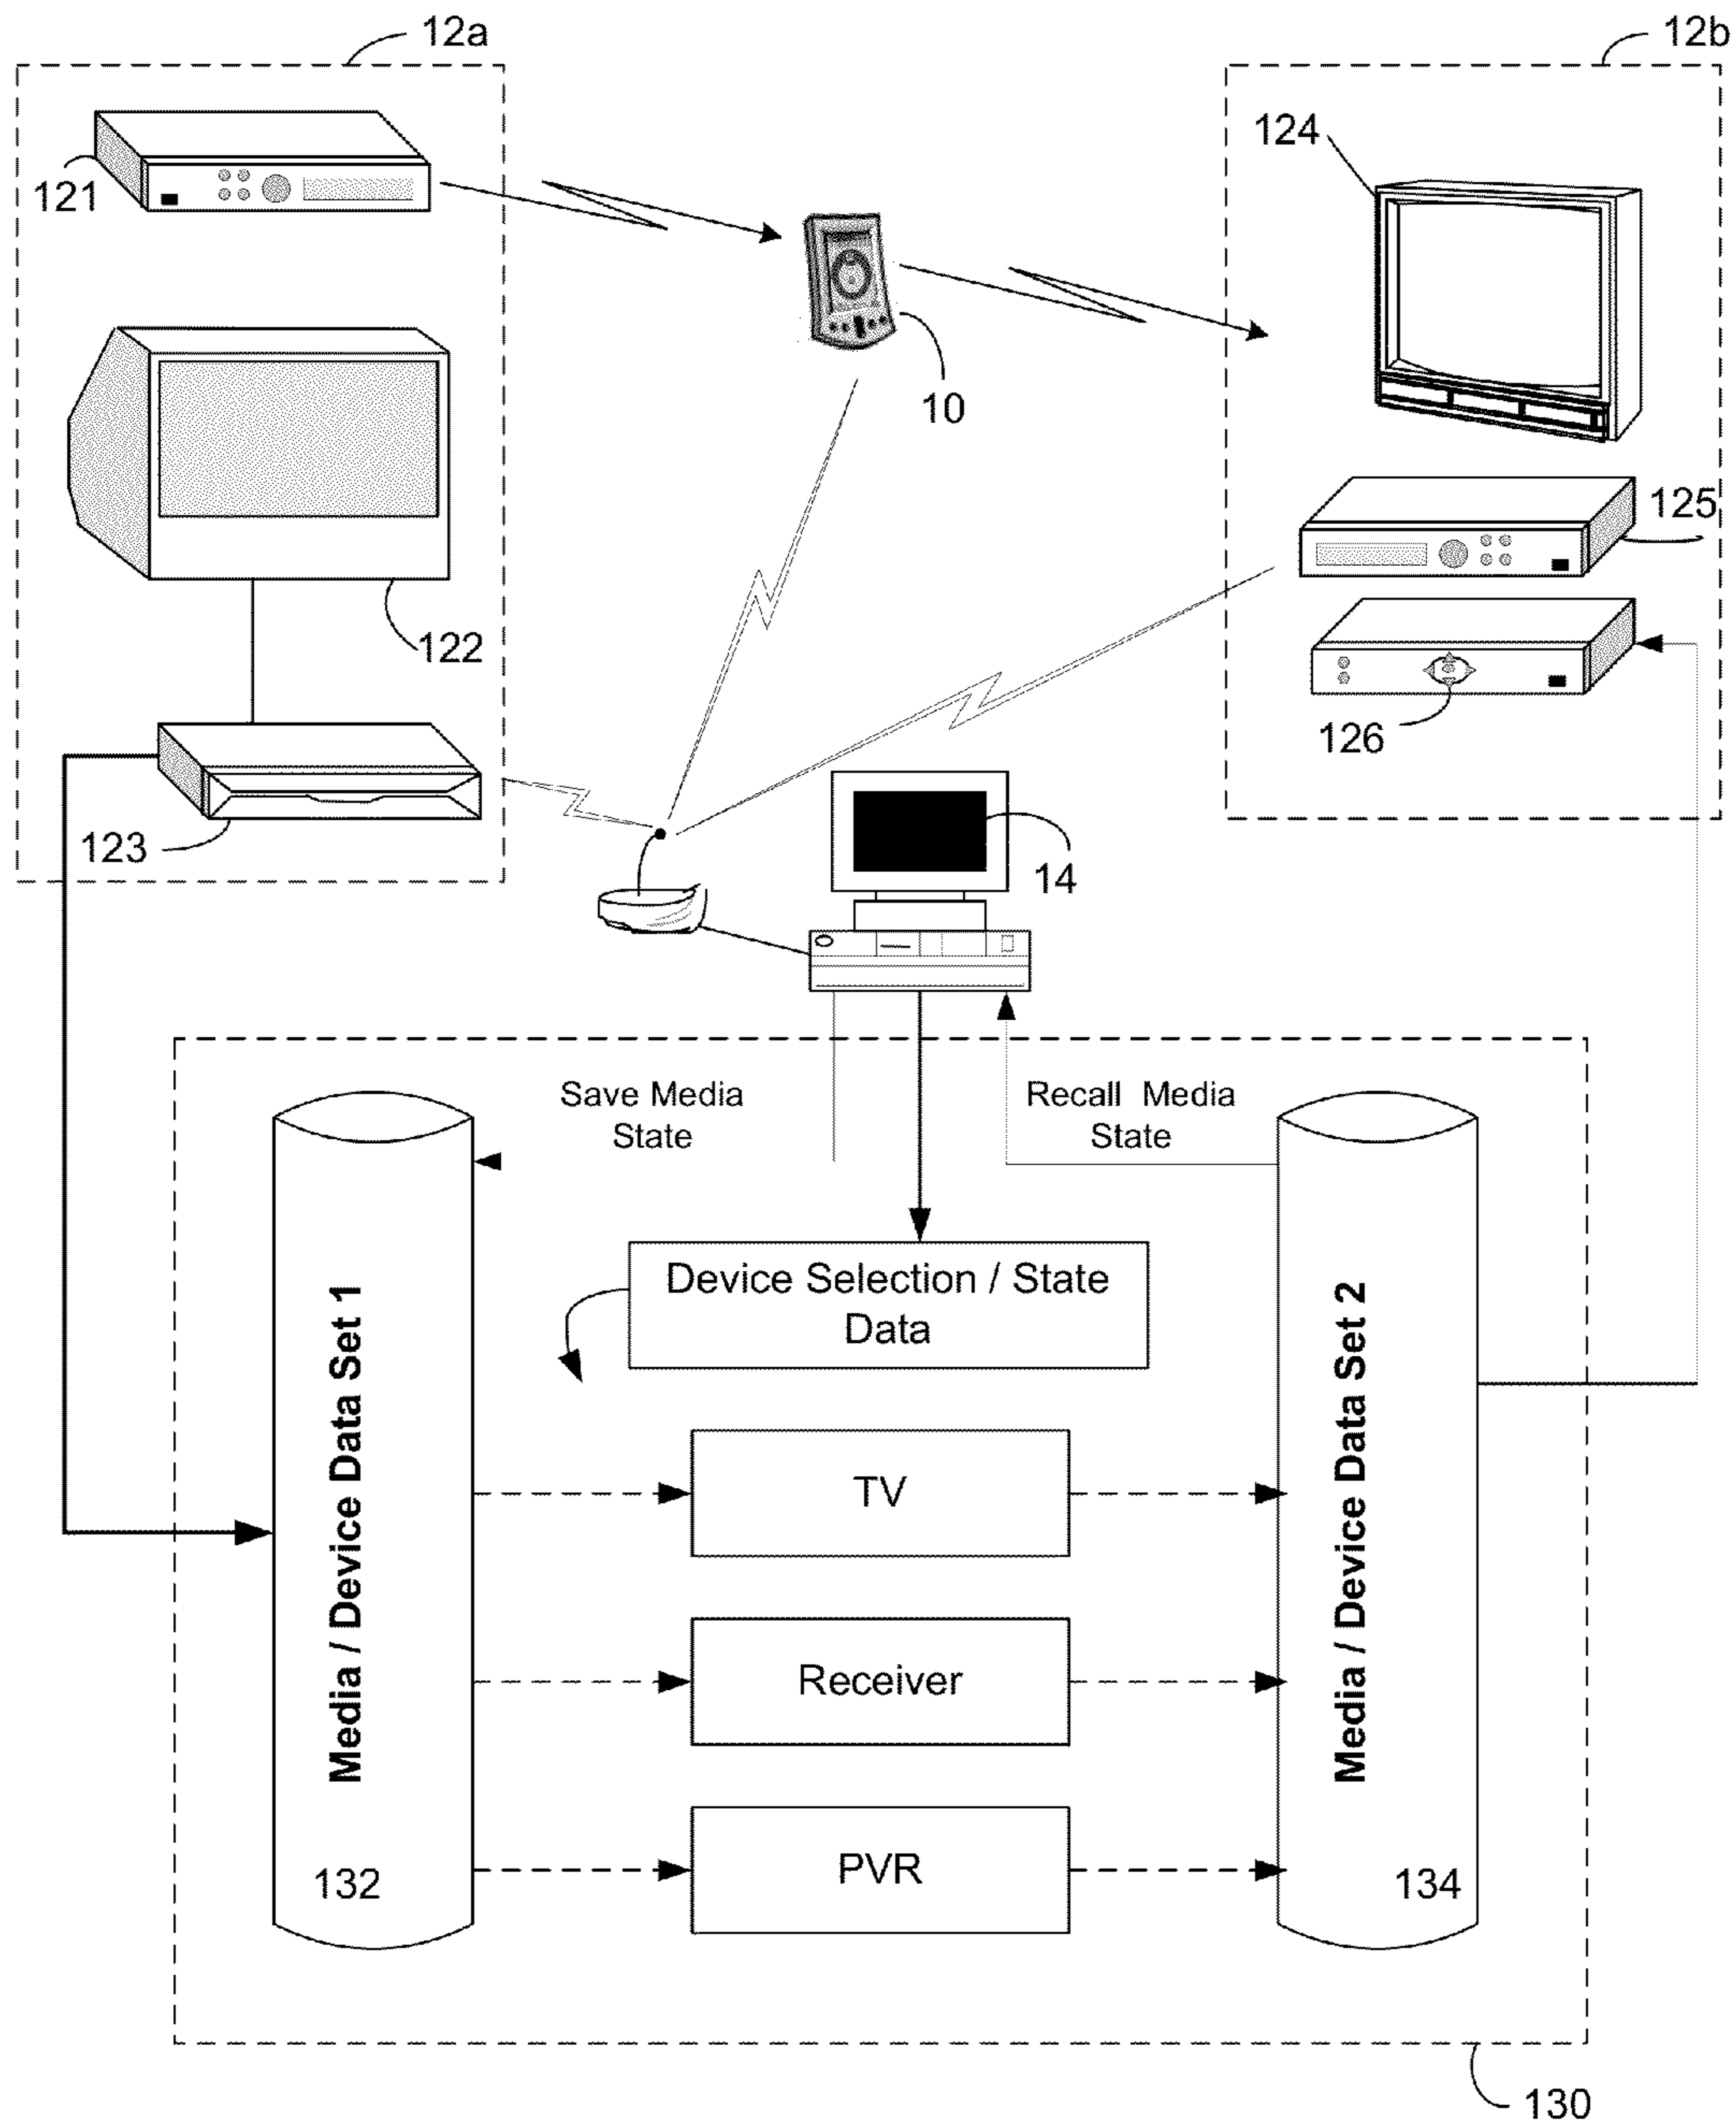 12a
12b
124
121
10
125
122
126
123
14
Save Media
State
Recall Media
State
Device Selection / State
Data
Media / Device Data Set 1
Media / Device Data Set 2
TV
Receiver
PVR
132
134
130